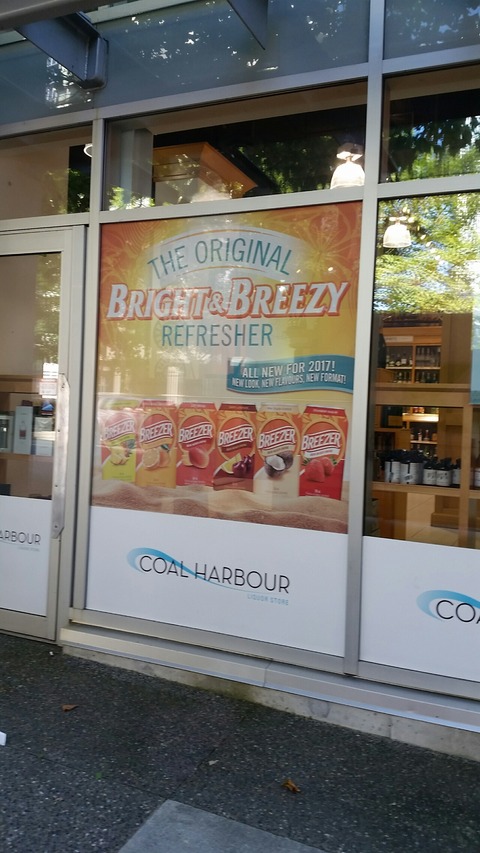 THE ORIGINAL
BRIGHT & BREEZY
REFRESHER
ALL NEW FOR 2017!
NEW LOOK, NEW FLAVOURS, NEW FORMAT!
BREEZER
BREEZER
BREEZER
BREEZER
BREEZER
BREEZER
ARBOUR
COAL HARBOUR
LIQUOR STORE
COA